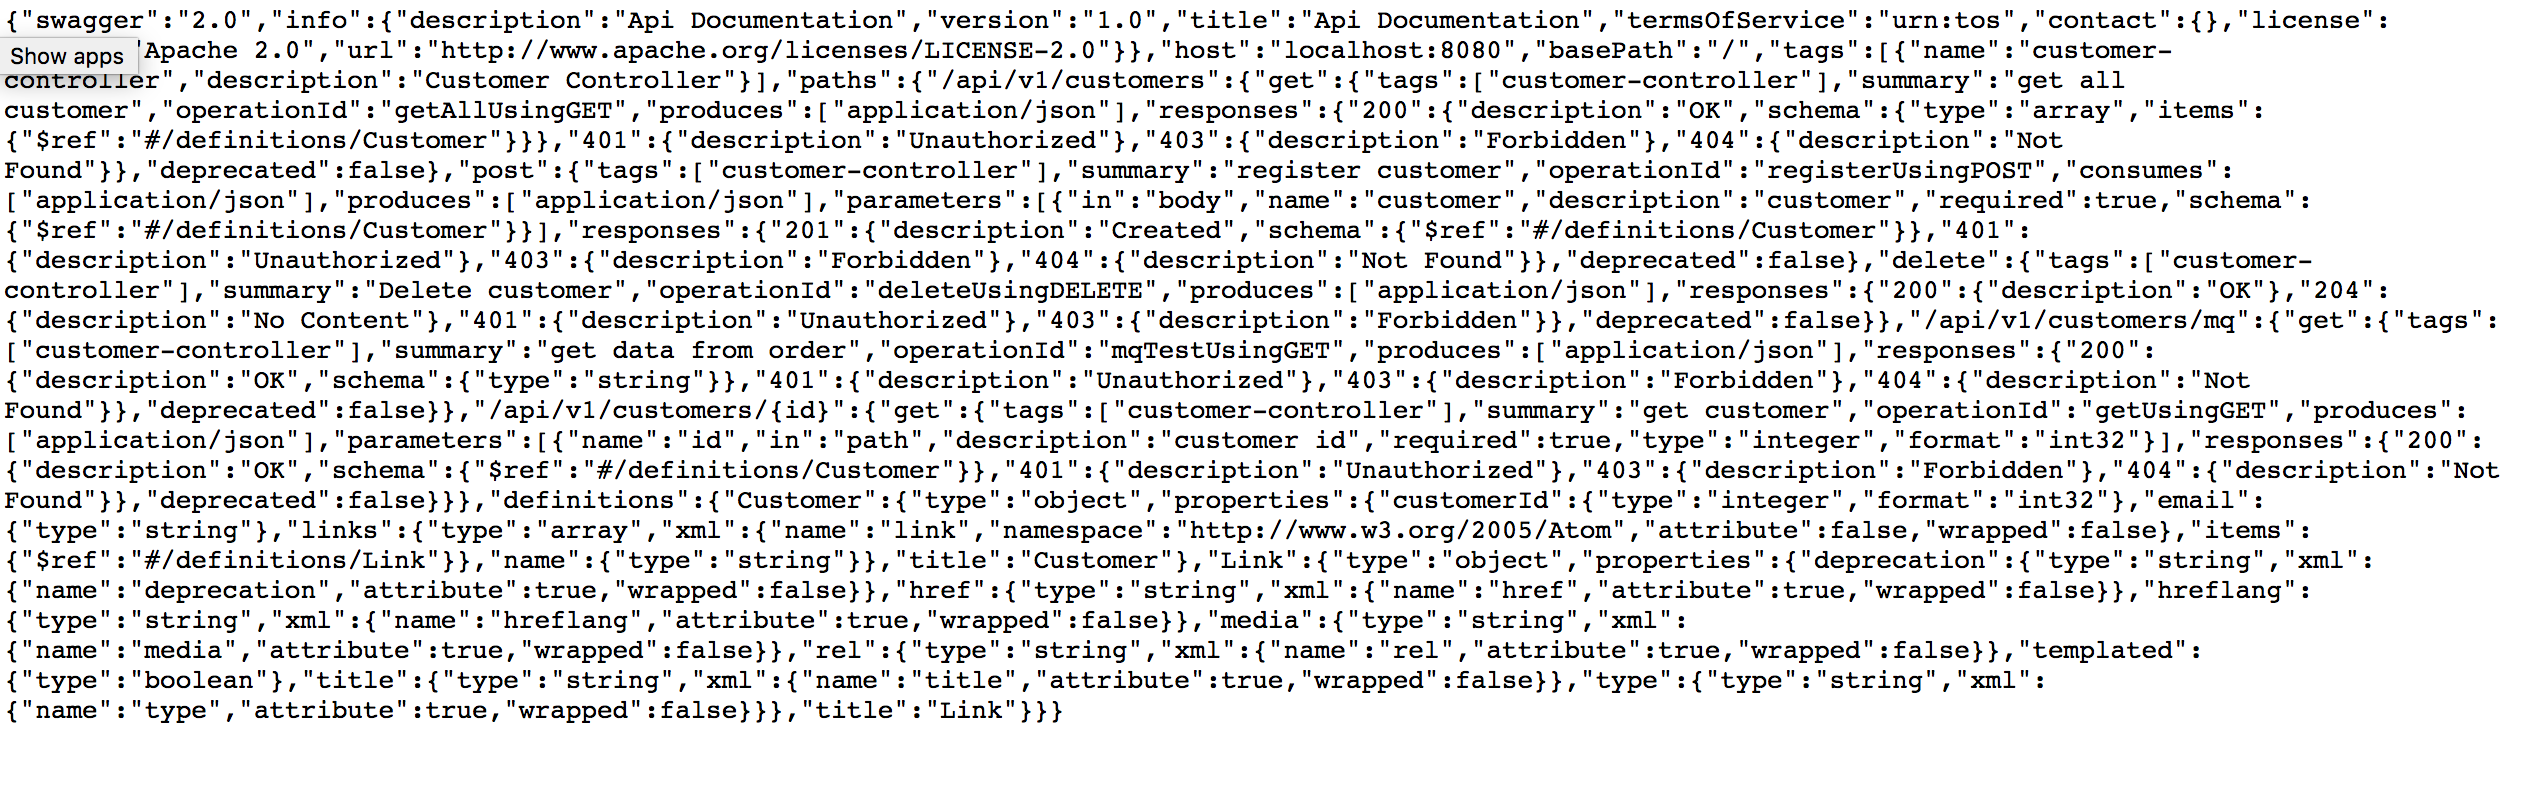 {"swagger":"2.0","info":{"description":"Api Documentation","version":"1.0","title":"Api Documentation","termsOfService":"urn:tos","contact":{},"license":
Show apps
'Apache 2.0","url":"http://www.apache.org/licenses/LICENSE-2.0"}},"host":"localhost:8080","basePath":"/","tags":[{"name":"customer-
controller","description":"Customer Controller"}],"paths":{"/api/v1/customers":{"get":{"tags":["customer-controller"],"summary":"get all
customer","operationId":"getAllUsingGET","produces":["application/json"],"responses":{"200":{"description":"OK","schema":{"type":"array","items":
{"$ref":"#/definitions/Customer"}}},"401":{"description":"Unauthorized"},"403":{"description":"Forbidden"},"404":{"description":"Not
Found"}},"deprecated":false},"post":{"tags":["customer-controller"],"summary":"register customer","operationId":"registerUsingPOST","consumes":
["application/json"],"produces":["application/json"],"parameters":[{"in":"body","name":"customer","description":"customer","required":true,"schema":
{"$ref":"#/definitions/Customer"}}],"responses":{"201":{"description":"Created","schema":{"$ref":"#/definitions/Customer"}},"401":
{"description":"Unauthorized"},"403":{"description":"Forbidden"},"404":{"description":"Not Found"}},"deprecated":false},"delete":{"tags":["customer-
controller"],"summary":"Delete customer","operationId":"deleteUsingDELETE","produces":["application/json"],"responses":{"200":{"description":"OK"},"204":
{"description":"No Content"},"401":{"description":"Unauthorized"},"403":{"description":"Forbidden"}},"deprecated":false}},"/api/v1/customers/mq":{"get":{"tags":
["customer-controller"],"summary":"get data from order","operationId":"mqTestUsingGET","produces":["application/json"],"responses":{"200":
{"description":"OK","schema":{"type":"string"}},"401":{"description":"Unauthorized"},"403":{"description":"Forbidden"},"404":{"description":"Not
Found"}},"deprecated":false}},"/api/v1/customers/{id}":{"get":{"tags":["customer-controller"],"summary":"get customer","operationId":"getUsingGET","produces":
["application/json"],"parameters":[{"name":"id","in":"path","description":"customer id","required":true,"type":"integer","format":"int32"}],"responses":{"200":
{"description":"OK","schema":{"$ref":"#/definitions/Customer"}},"401":{"description":"Unauthorized"},"403":{"description":"Forbidden"},"404":{"description":"Not
Found"}},"deprecated":false}}},"definitions":{"Customer":{"type":"object","properties":{"customerId":{"type":"integer","format":"int32"},"email":
{"type":"string"},"links":{"type":"array","xml":{"name":"link","namespace":"http://www.w3.org/2005/Atom","attribute":false,"wrapped":false},"items":
{"$ref":"#/definitions/Link"}},"name":{"type":"string"}},"title":"Customer"},"Link":{"type":"object","properties":{"deprecation":{"type":"string","xml":
{"name":"deprecation","attribute":true,"wrapped":false}},"href":{"type":"string","xml":{"name":"href","attribute":true,"wrapped":false}},"hreflang":
{"type":"string","xml":{"name":"hreflang","attribute":true,"wrapped":false}},"media":{"type":"string","xml":
{"name":"media","attribute":true,"wrapped":false}},"rel":{"type":"string","xml":{"name":"rel","attribute":true,"wrapped":false}},"templated":
{"type":"boolean"},"title":{"type":"string","xml":{"name":"title","attribute":true,"wrapped":false}},"type":{"type":"string","xml":
{"name":"type","attribute":true,"wrapped":false}}},"title":"Link"}}}